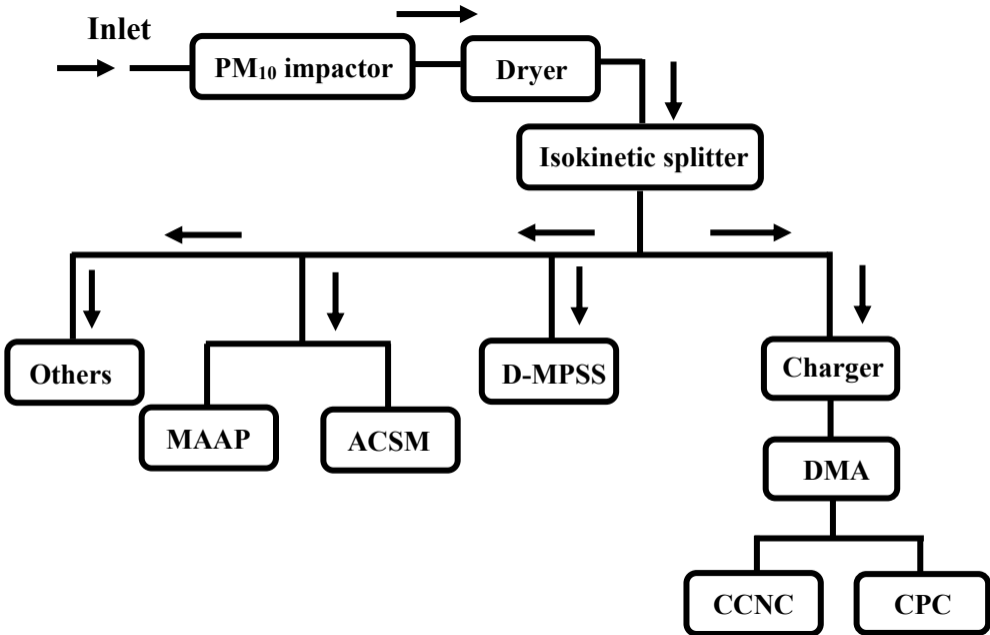 Inlet
PM₁₀ impactor
Dryer
Isokinetic splitter
Others
MAAP
ACSM
D-MPSS
Charger
DMA
CCNC
CPC